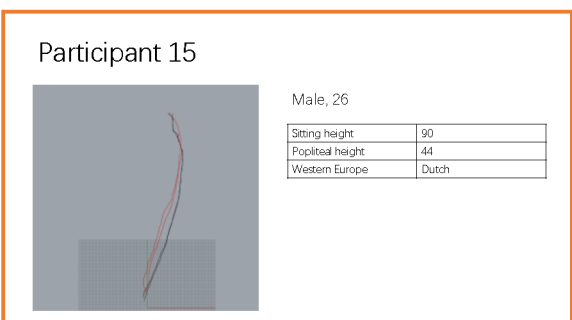 Participant 15
Male, 26
Sitting height 90
Popliteal height 44
Western Europe Dutch